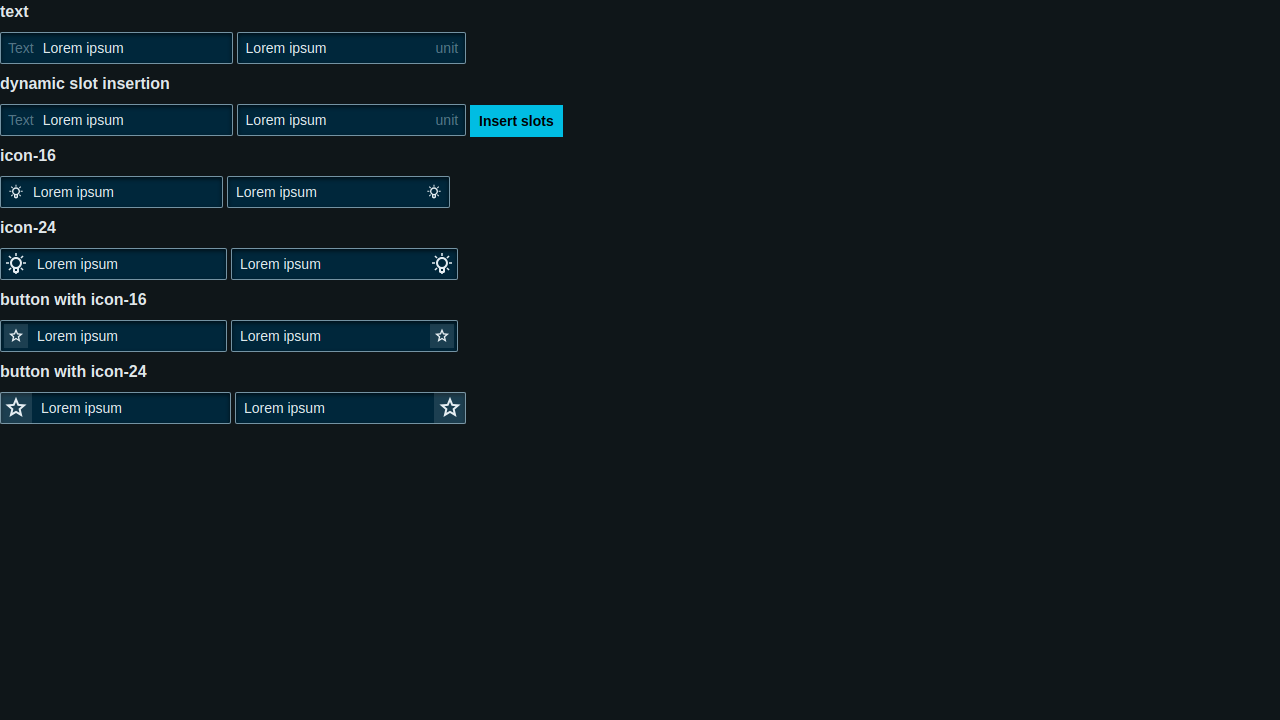 text
Text Lorem ipsum Lorem ipsum unit
dynamic slot insertion
Text Lorem ipsum Lorem ipsum unit Insert slots
icon-16
Lorem ipsum Lorem ipsum
icon-24
Lorem ipsum Lorem ipsum
button with icon-16
Lorem ipsum Lorem ipsum
button with icon-24
Lorem ipsum Lorem ipsum